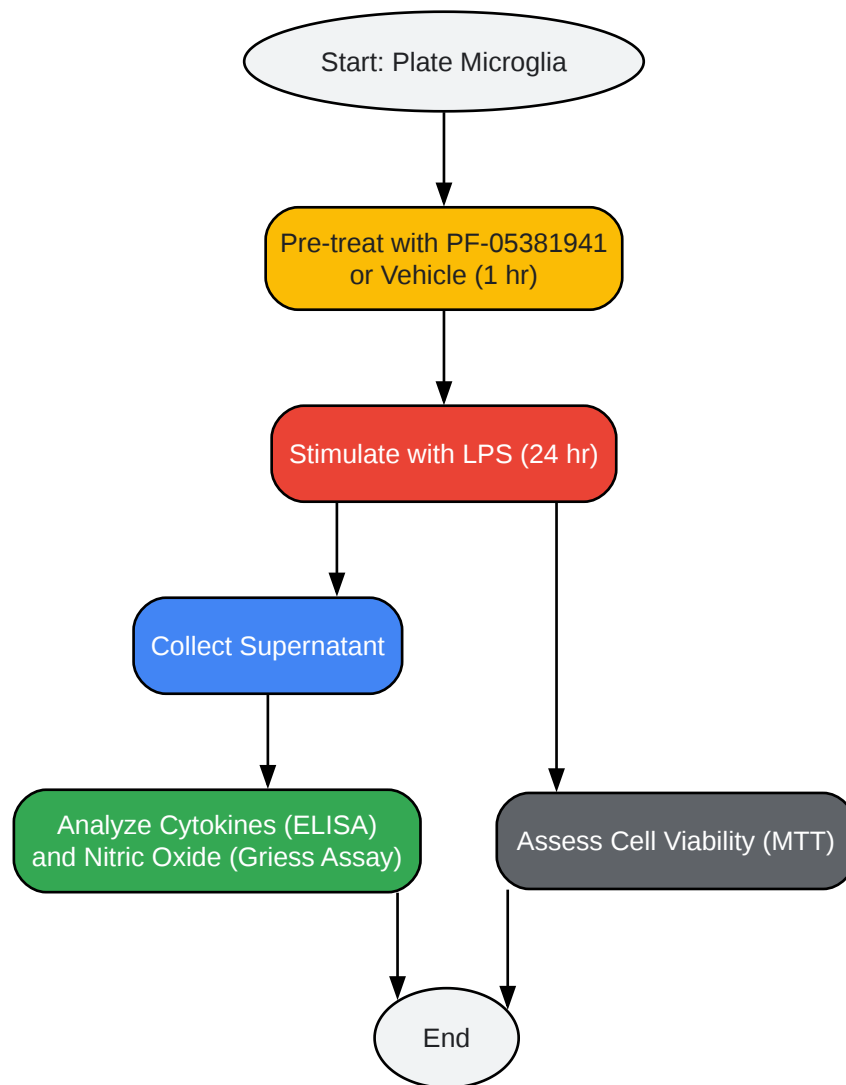 Start: Plate Microglia
Pre-treat with PF-05381941
or Vehicle (1 hr)
Stimulate with LPS (24 hr)
Collect Supernatant
Analyze Cytokines (ELISA)
and Nitric Oxide (Griess Assay)
Assess Cell Viability (MTT)
End